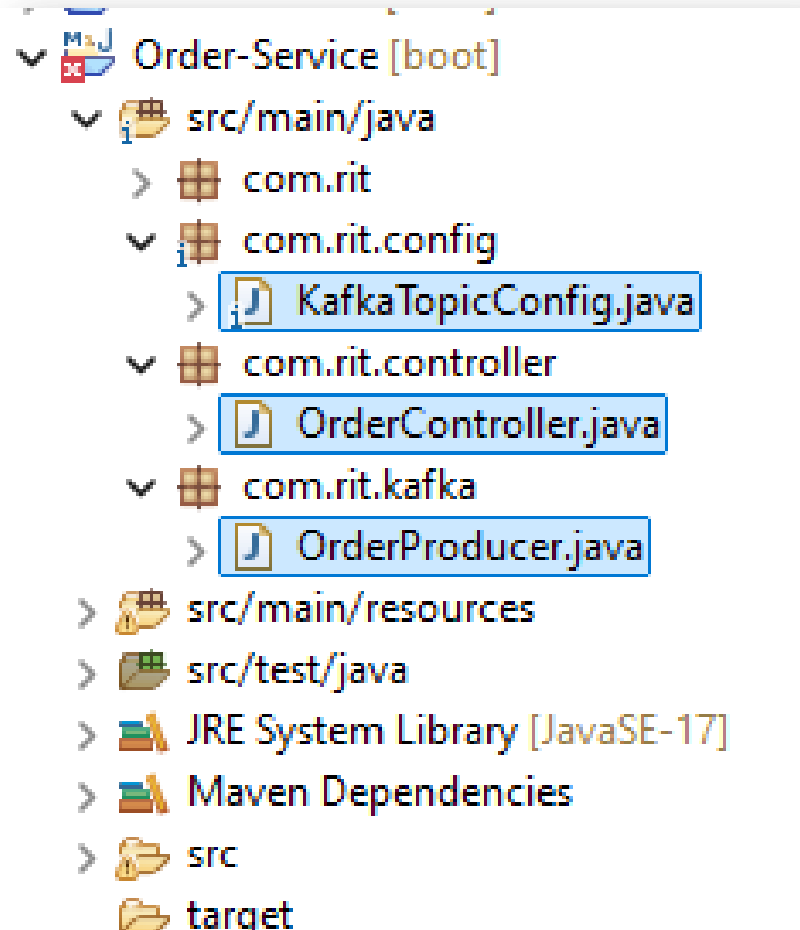 Order-Service [boot]
src/main/java
com.rit
com.rit.config
KafkaTopicConfig.java
com.rit.controller
OrderController.java
com.rit.kafka
OrderProducer.java
src/main/resources
src/test/java
JRE System Library [JavaSE-17]
Maven Dependencies
src
target